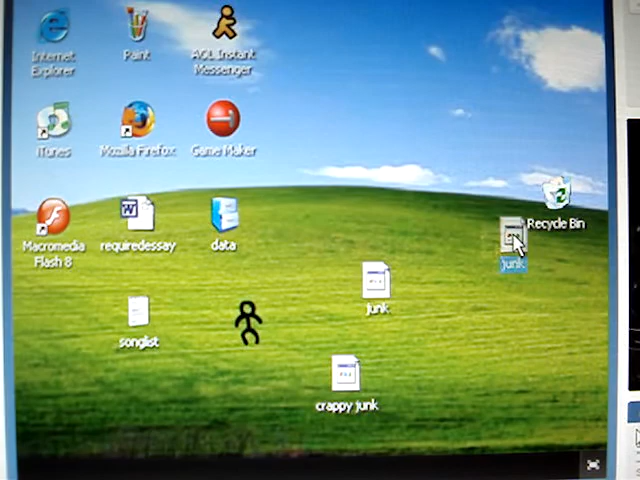 Internet
Explorer
Paint
AOL Instant
Messenger
iTunes
Mozilla Firefox
Game Maker
Macromedia
Flash 8
requiredessay
data
Recycle Bin
junk
junk
songlist
crappy junk